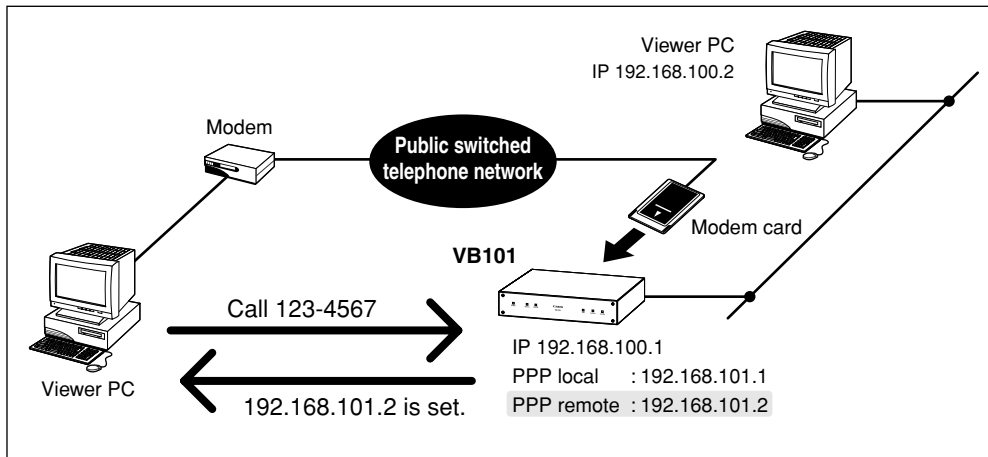 Viewer PC
IP 192.168.100.2
Modem
Public switched
telephone network
Modem card
VB101
Call 123-4567
Viewer PC
192.168.101.2 is set.
IP 192.168.100.1
PPP local : 192.168.101.1
PPP remote : 192.168.101.2